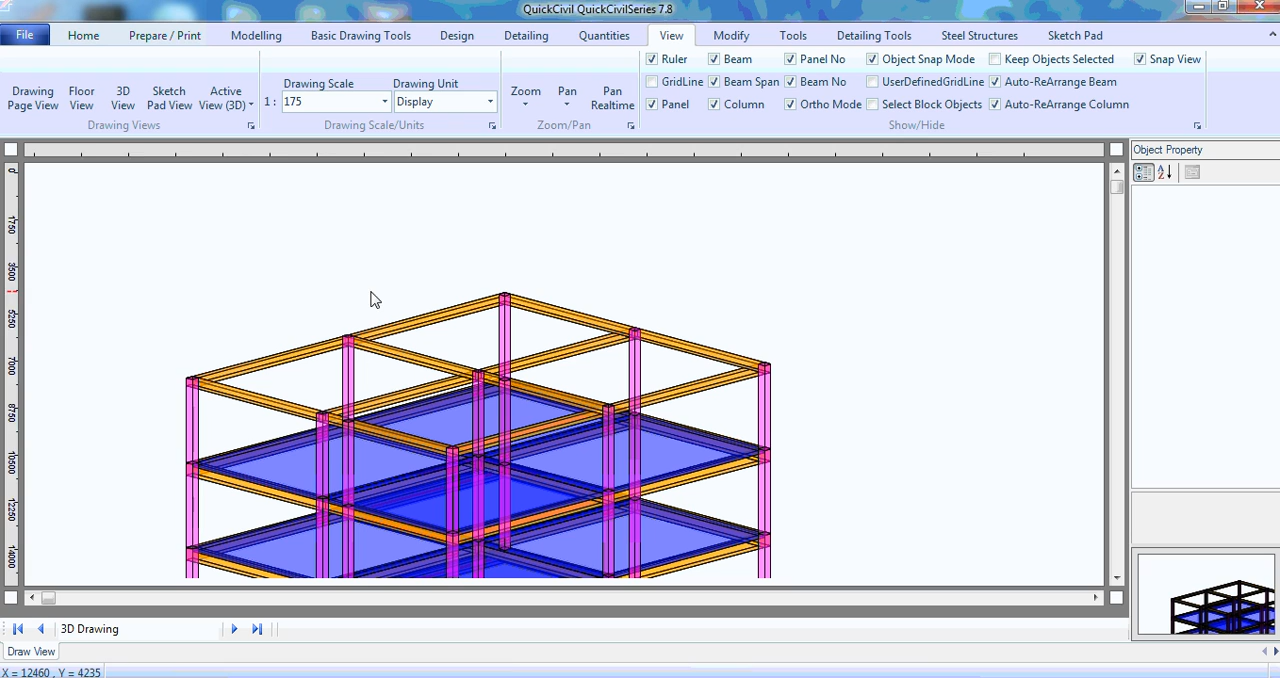 QuickCivil QuickCivilSeries 7.8
File Home Prepare / Print Modelling Basic Drawing Tools Design Detailing Quantities View Modify Tools Detailing Tools Steel Structures Sketch Pad
Drawing Page View
Floor View
3D View
Sketch Pad View
Active View (3D)
Drawing Views
Drawing Scale
1 : 175
Drawing Unit
Display
Drawing Scale/Units
Zoom
Pan
Pan Realtime
Zoom/Pan
Ruler Beam Panel No Object Snap Mode Keep Objects Selected Snap View
GridLine Beam Span Beam No UserDefinedGridLine Auto-ReArrange Beam
Panel Column Ortho Mode Select Block Objects Auto-ReArrange Column
Show/Hide
Object Property
0
1750
3500
5250
7000
8750
10500
12250
14000
3D Drawing
Draw View
X = 12460 , Y = 4235